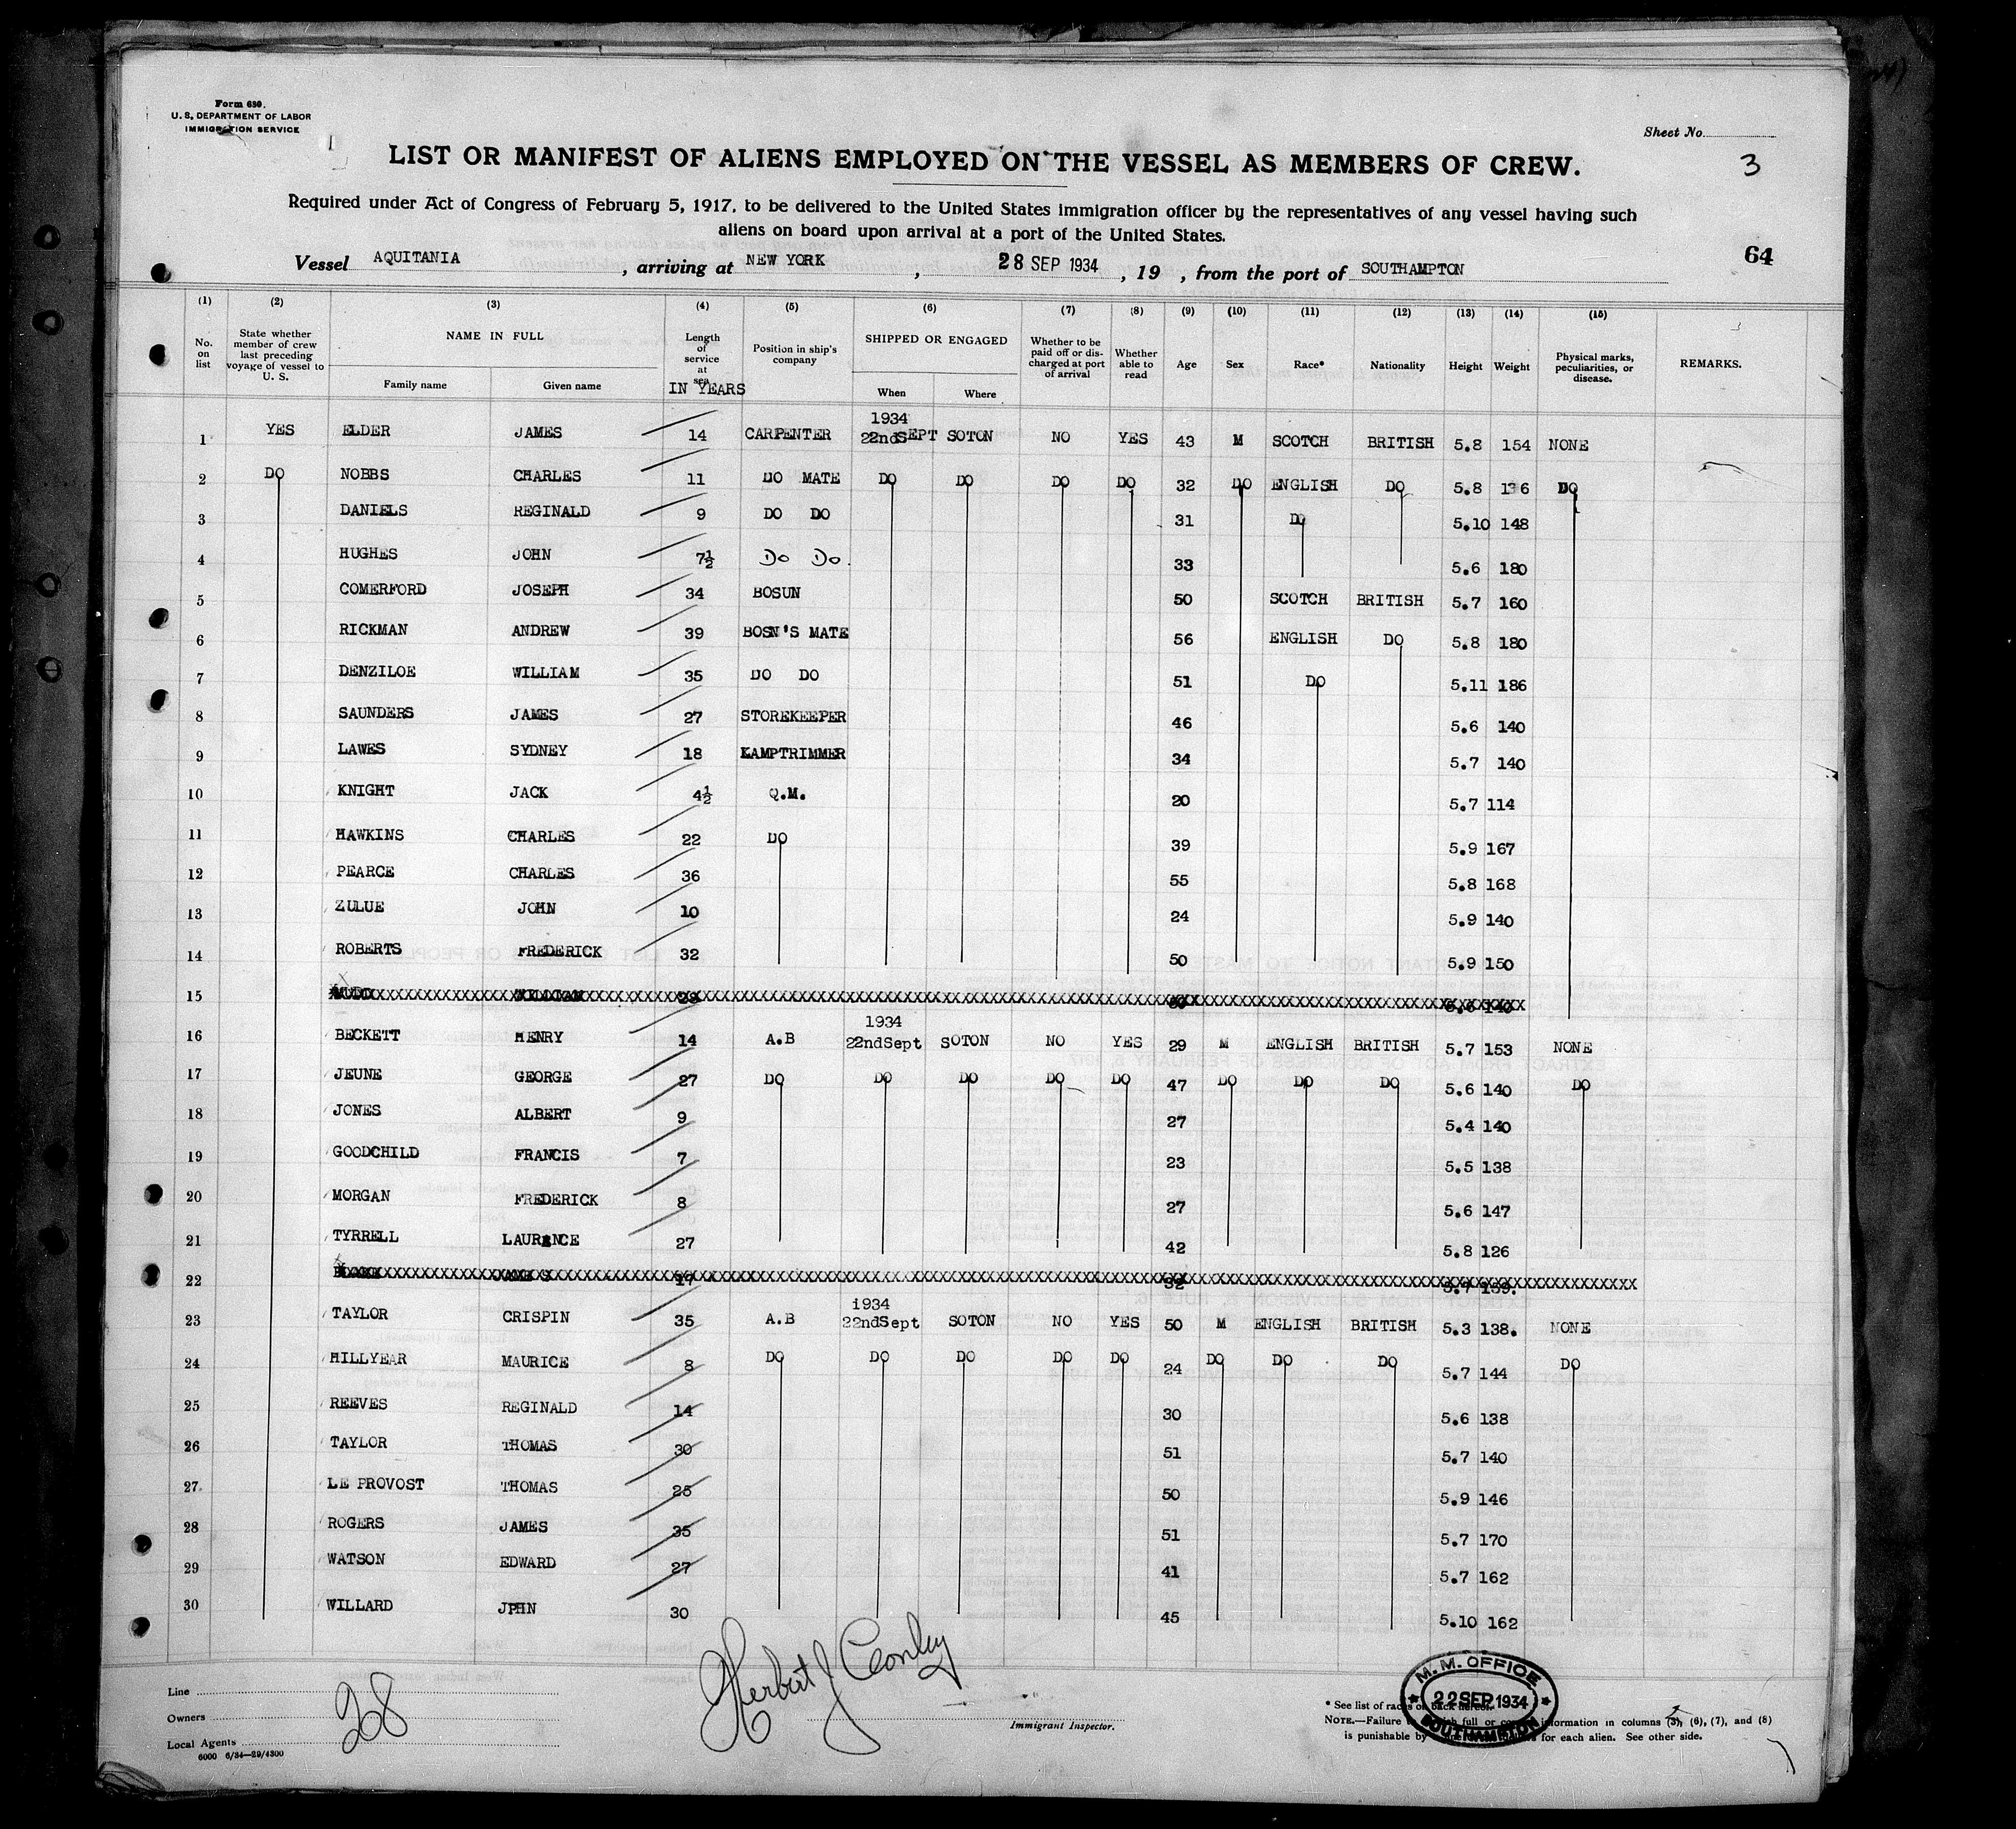 Form 680.
U. S. DEPARTMENT OF LABOR
IMMIGRATION SERVICE
Sheet No.
LIST OR MANIFEST OF ALIENS EMPLOYED ON THE VESSEL AS MEMBERS OF CREW.
3
Required under Act of Congress of February 5, 1917, to be delivered to the United States immigration officer by the representatives of any vessel having such
aliens on board upon arrival at a port of the United States.
64
Vessel AQUITANIA, arriving at NEW YORK, 28 SEP 1934, 19 , from the port of SOUTHAMPTON
(1) (2) (3) (4) (5) (6) (7) (8) (9) (10) (11) (12) (13) (14) (15)
No. on list
State whether member of crew last preceding voyage of vessel to U. S.
NAME IN FULL
Family name Given name
Length of service at sea
IN YEARS
Position in ship's company
SHIPPED OR ENGAGED
When Where
Whether to be paid off or discharged at port of arrival
Whether able to read
Age Sex Race* Nationality Height Weight
Physical marks, peculiarities, or disease.
REMARKS.
1 YES ELDER JAMES 14 CARPENTER 1934 22nd SEPT SOTON NO YES 43 M SCOTCH BRITISH 5.8 154 NONE
2 DO NOBBS CHARLES 11 DO MATE DO DO DO DO 32 DO ENGLISH DO 5.8 136 DO
3 DANIELS REGINALD 9 DO DO 31 DO 5.10 148
4 HUGHES JOHN 7½ Do Do. 33 5.6 180
5 COMERFORD JOSEPH 34 BOSUN 50 SCOTCH BRITISH 5.7 160
6 RICKMAN ANDREW 39 BOSN'S MATE 56 ENGLISH DO 5.8 180
7 DENZILOE WILLIAM 35 DO DO 51 DO 5.11 186
8 SAUNDERS JAMES 27 STOREKEEPER 46 5.6 140
9 LAWES SYDNEY 18 LAMPTRIMMER 34 5.7 140
10 KNIGHT JACK 4½ Q.M. 20 5.7 114
11 HAWKINS CHARLES 22 DO 39 5.9 167
12 PEARCE CHARLES 36 55 5.8 168
13 ZULUE JOHN 10 24 5.9 140
14 ROBERTS FREDERICK 32 50 5.9 150
15 WILLIAM 140
16 BECKETT HENRY 14 A.B 1934 22ndSept SOTON NO YES 29 M ENGLISH BRITISH 5.7 153 NONE
17 JEUNE GEORGE 27 DO DO DO DO DO 47 DO DO DO 5.6 140 DO
18 JONES ALBERT 9 27 5.4 140
19 GOODCHILD FRANCIS 7 23 5.5 138
20 MORGAN FREDERICK 8 27 5.6 147
21 TYRRELL LAURENCE 27 42 5.8 126
22 17 32 5.7 159.
23 TAYLOR CRISPIN 35 A.B 1934 22ndSept SOTON NO YES 50 M ENGLISH BRITISH 5.3 138. NONE
24 HILLYEAR MAURICE 8 DO DO DO DO DO 24 DO DO DO 5.7 144 DO
25 REEVES REGINALD 14 30 5.6 138
26 TAYLOR THOMAS 30 51 5.7 140
27 LE PROVOST THOMAS 50 5.9 146
28 ROGERS JAMES 35 51 5.7 170
29 WATSON EDWARD 27 41 5.7 162
30 WILLARD JPHN 30 45 5.10 162
Line
Owners
Local Agents
6000 6/34—29/4300
28
Herbert J Conley
Immigrant Inspector.
M. M. OFFICE
22 SEP 1934
SOUTHAMPTON
* See list of races on back hereof.
NOTE.—Failure full or information in columns (3), (6), (7), and (8)
is punishable by for each alien. See other side.